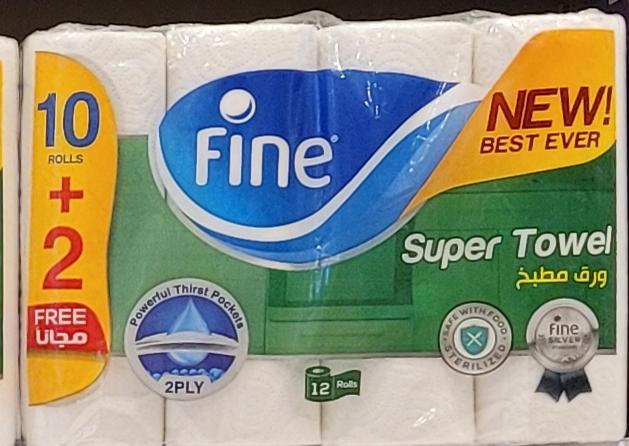 10
ROLLS
+
2
FREE
مجاناً
fine
NEW!
BEST EVER
Super Towel
ورق مطبخ
Powerful Thirst Pockets
2PLY
12 Rolls
SAFE WITH FOOD
STERILIZED
fine
SILVER